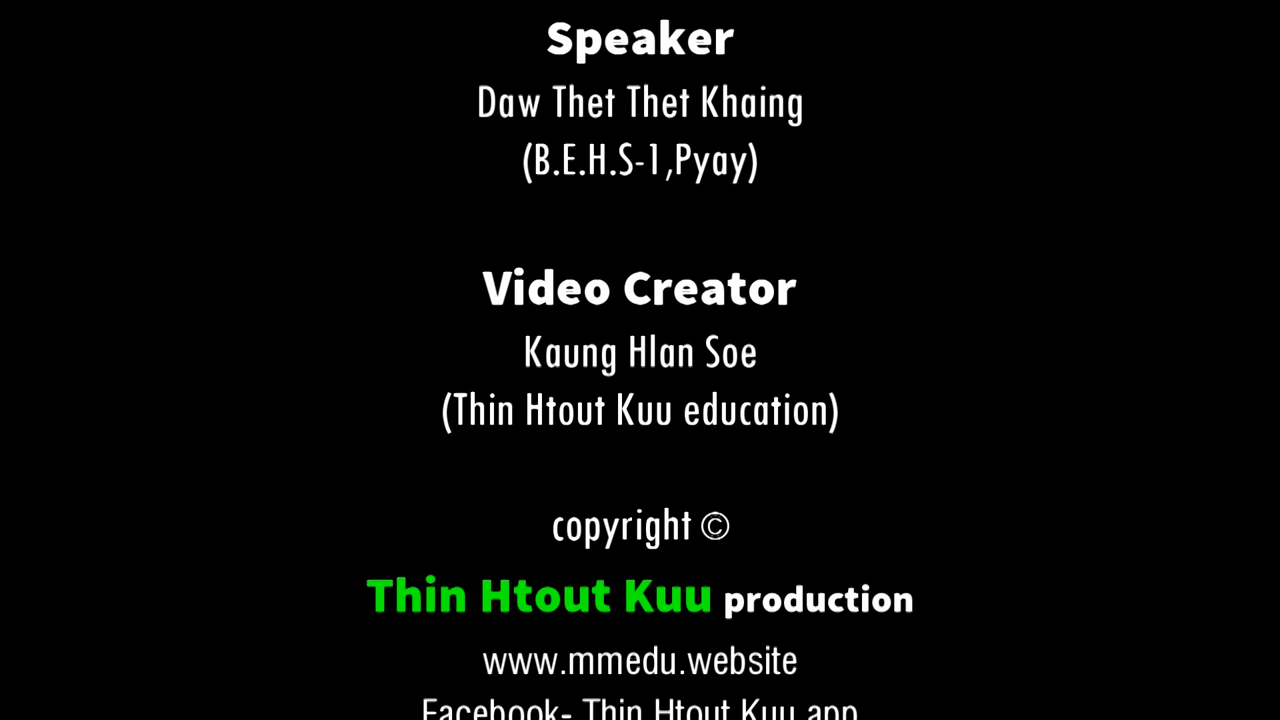 Speaker
Daw Thet Thet Khaing
(B.E.H.S-1,Pyay)
Video Creator
Kaung Hlan Soe
(Thin Htout Kuu education)
copyright ©
Thin Htout Kuu production
www.mmedu.website
Facebook- Thin Htout Kuu app